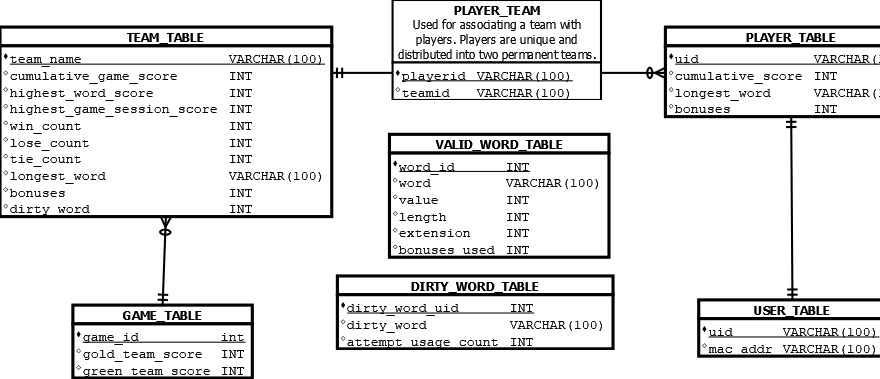 TEAM_TABLE
team_name VARCHAR(100)
cumulative_game_score INT
highest_word_score INT
highest_game_session_score INT
win_count INT
lose_count INT
tie_count INT
longest_word VARCHAR(100)
bonuses INT
dirty_word INT
PLAYER_TEAM
Used for associating a team with
players. Players are unique and
distributed into two permanent teams.
playerid VARCHAR(100)
teamid VARCHAR(100)
PLAYER_TABLE
uid VARCHAR(
cumulative_score INT
longest_word VARCHAR(
bonuses INT
VALID_WORD_TABLE
word_id INT
word VARCHAR(100)
value INT
length INT
extension INT
bonuses_used INT
DIRTY_WORD_TABLE
dirty_word_uid INT
dirty_word VARCHAR(100)
attempt_usage_count INT
GAME_TABLE
game_id int
gold_team_score INT
green_team_score INT
USER_TABLE
uid VARCHAR(100)
mac_addr VARCHAR(100)